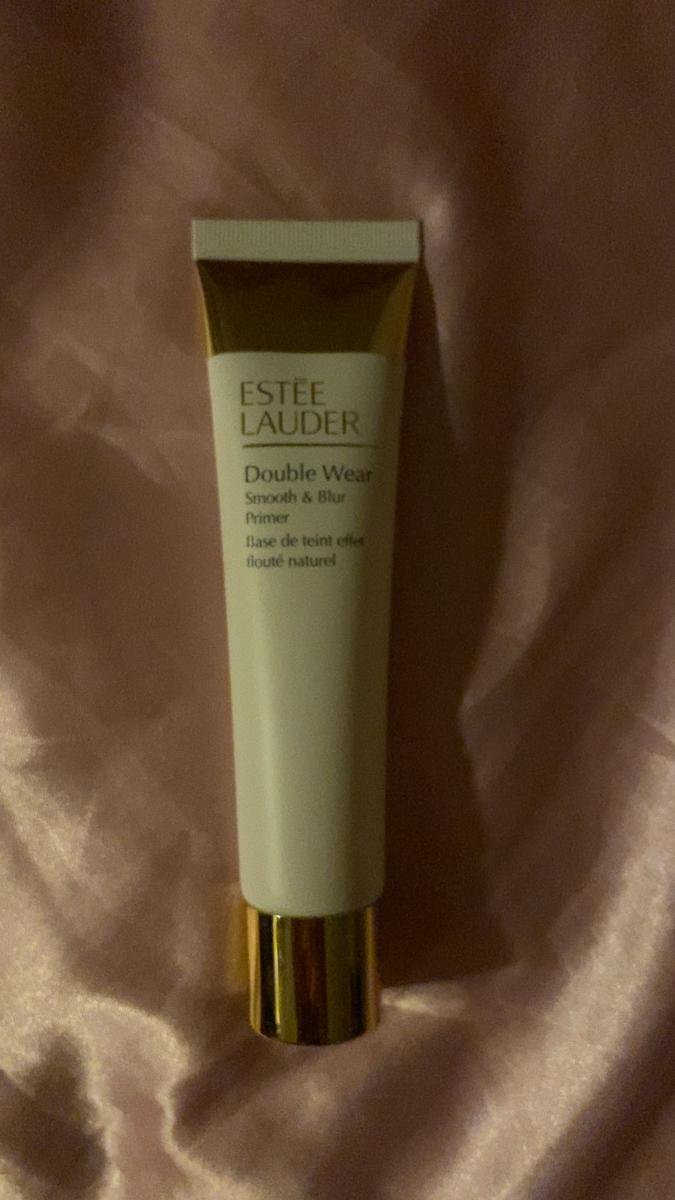 ESTĒE
LAUDER
Double Wear
Smooth & Blur
Primer
Base de teint effet
flouté naturel